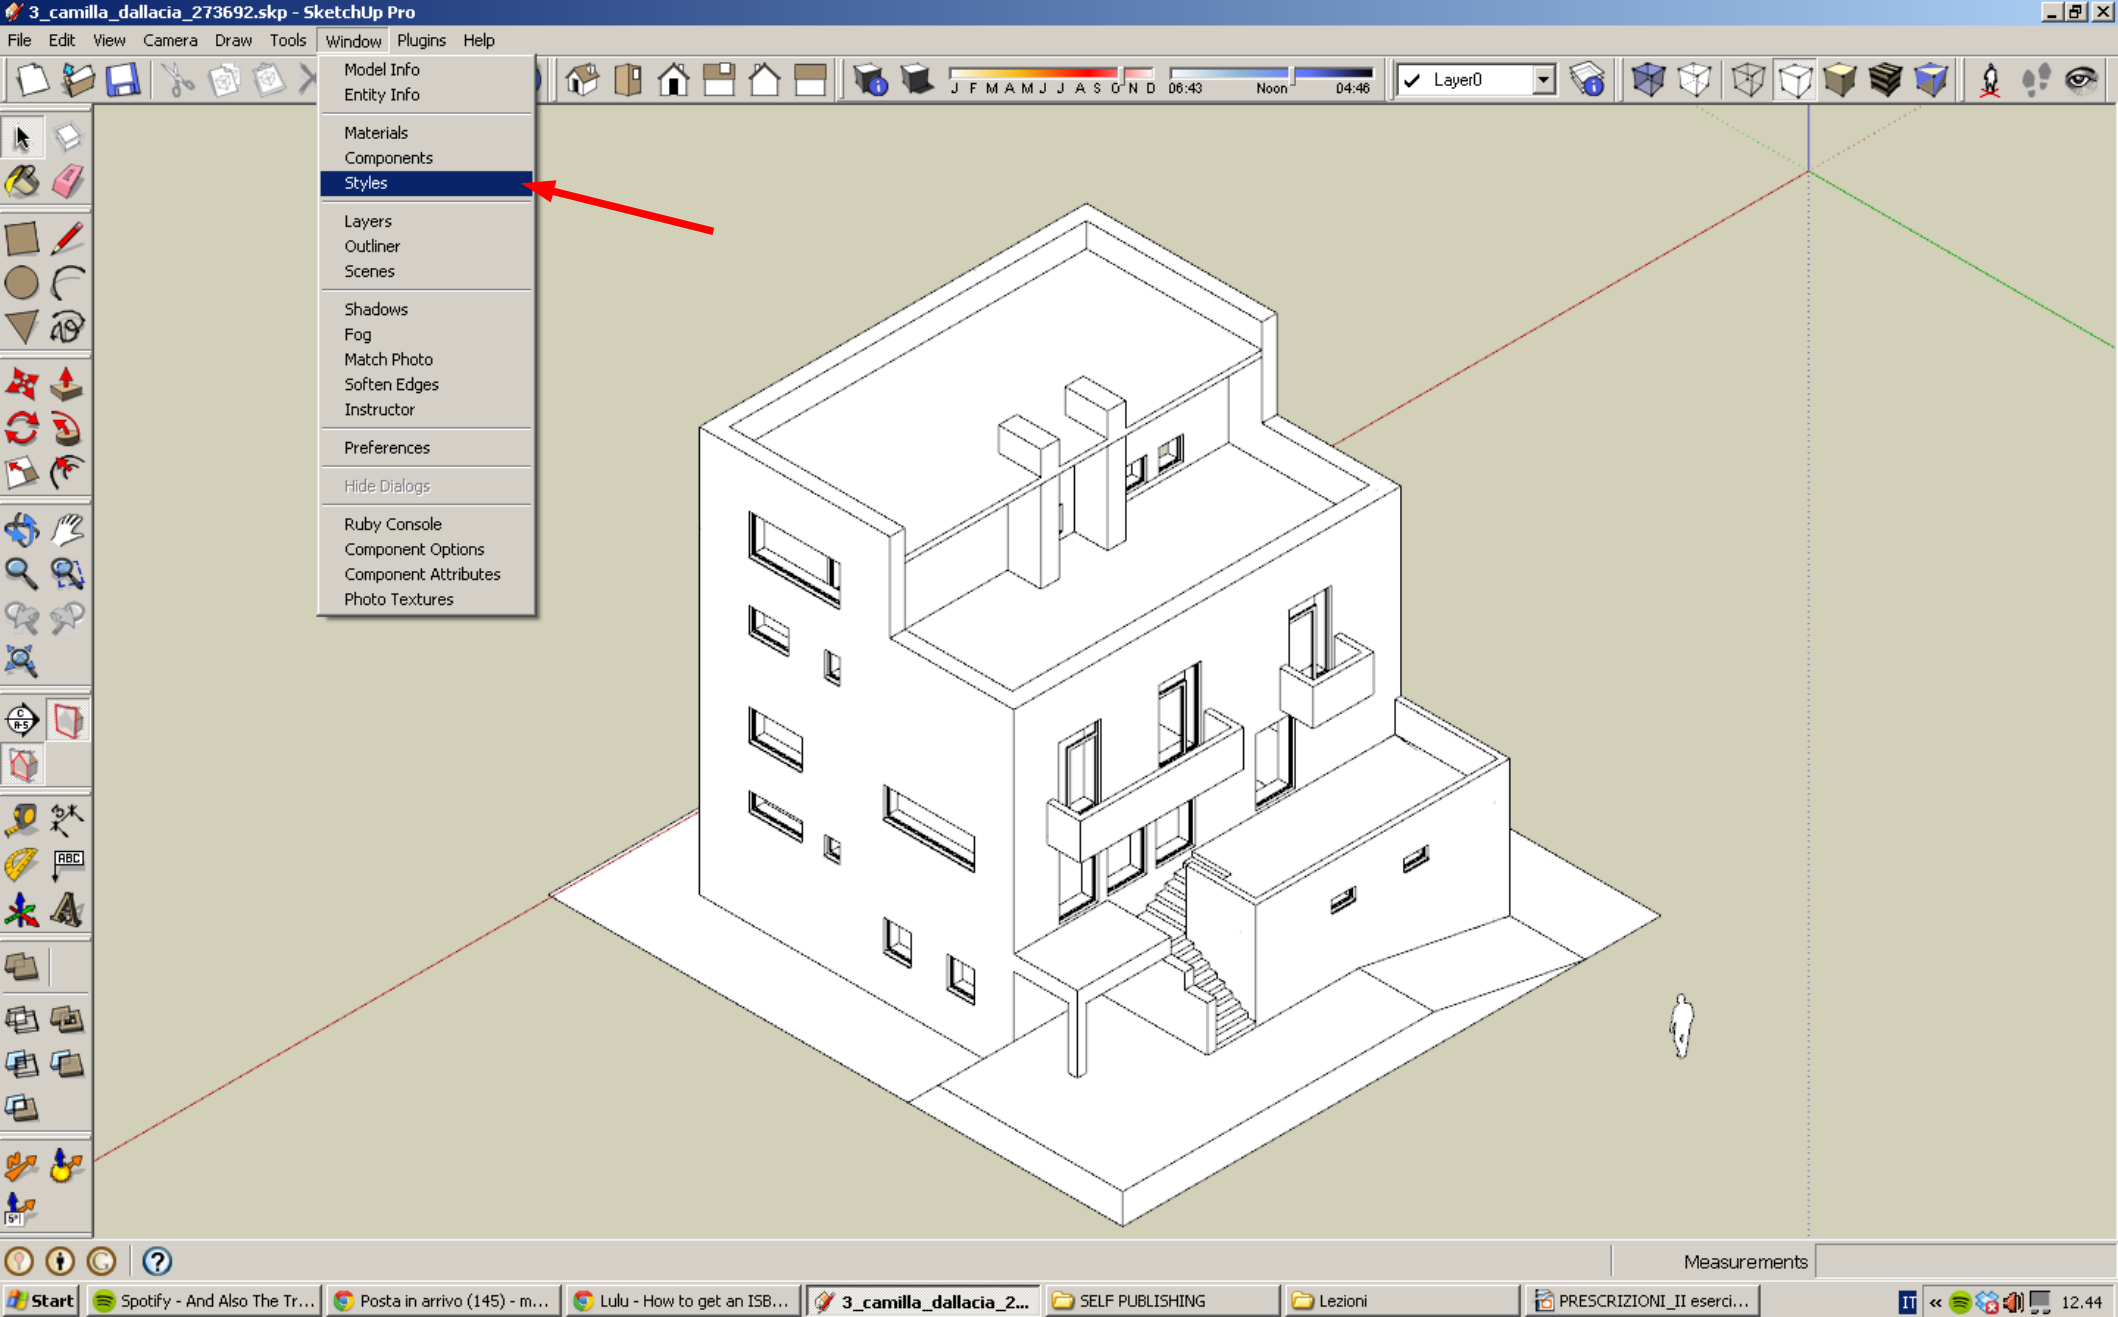 3_camilla_dallacia_273692.skp - SketchUp Pro
File Edit View Camera Draw Tools Window Plugins Help
Model Info
Entity Info
Materials
Components
Styles
Layers
Outliner
Scenes
Shadows
Fog
Match Photo
Soften Edges
Instructor
Preferences
Hide Dialogs
Ruby Console
Component Options
Component Attributes
Photo Textures
J F M A M J J A S O N D 06:43 Noon 04:46
Layer0
C
A-5
ABC
Measurements
Start Spotify - And Also The Tr... Posta in arrivo (145) - m... Lulu - How to get an ISB... 3_camilla_dallacia_2... SELF PUBLISHING Lezioni PRESCRIZIONI_II eserci... IT « 12.44